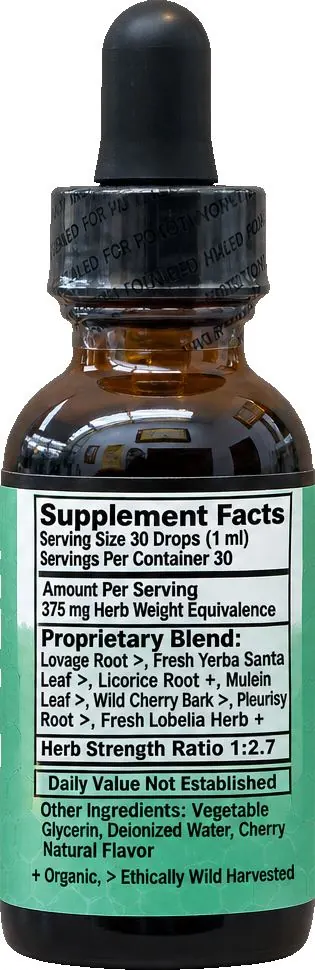 Supplement Facts
Serving Size 30 Drops (1 ml)
Servings Per Container 30
Amount Per Serving
375 mg Herb Weight Equivalence
Proprietary Blend:
Lovage Root >, Fresh Yerba Santa
Leaf >, Licorice Root +, Mulein
Leaf >, Wild Cherry Bark >, Pleurisy
Root >, Fresh Lobelia Herb +
Herb Strength Ratio 1:2.7
Daily Value Not Established
Other Ingredients: Vegetable
Glycerin, Deionized Water, Cherry
Natural Flavor
+ Organic, > Ethically Wild Harvested